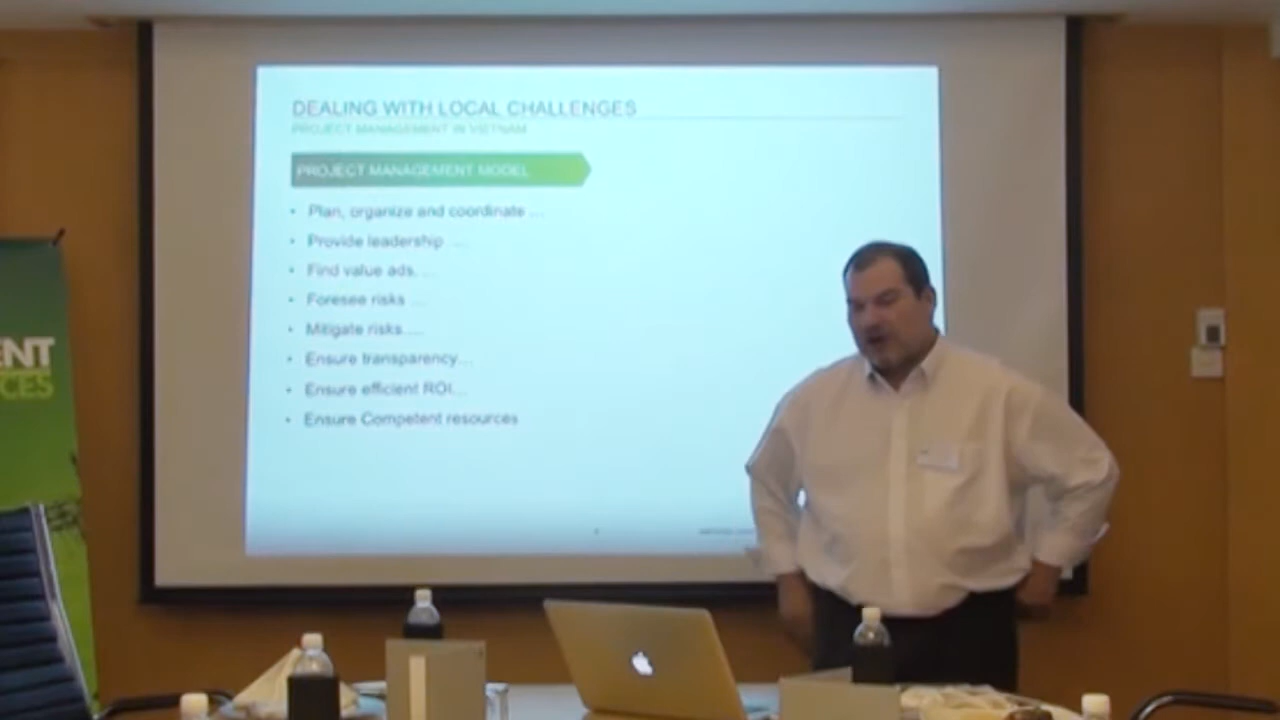 DEALING WITH LOCAL CHALLENGES
PROJECT MANAGEMENT IN VIETNAM
PROJECT MANAGEMENT MODEL
• Plan, organize and coordinate ...
• Provide leadership ....
• Find value ads. ...
• Foresee risks ...
• Mitigate risks.....
• Ensure transparency...
• Ensure efficient ROI...
• Ensure Competent resources
ENT
CES